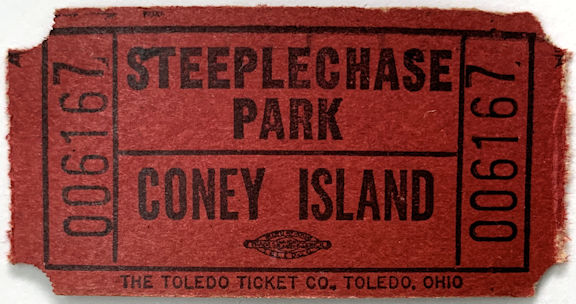 006167
STEEPLECHASE
PARK
CONEY ISLAND
THE TOLEDO TICKET CO., TOLEDO, OHIO
006167